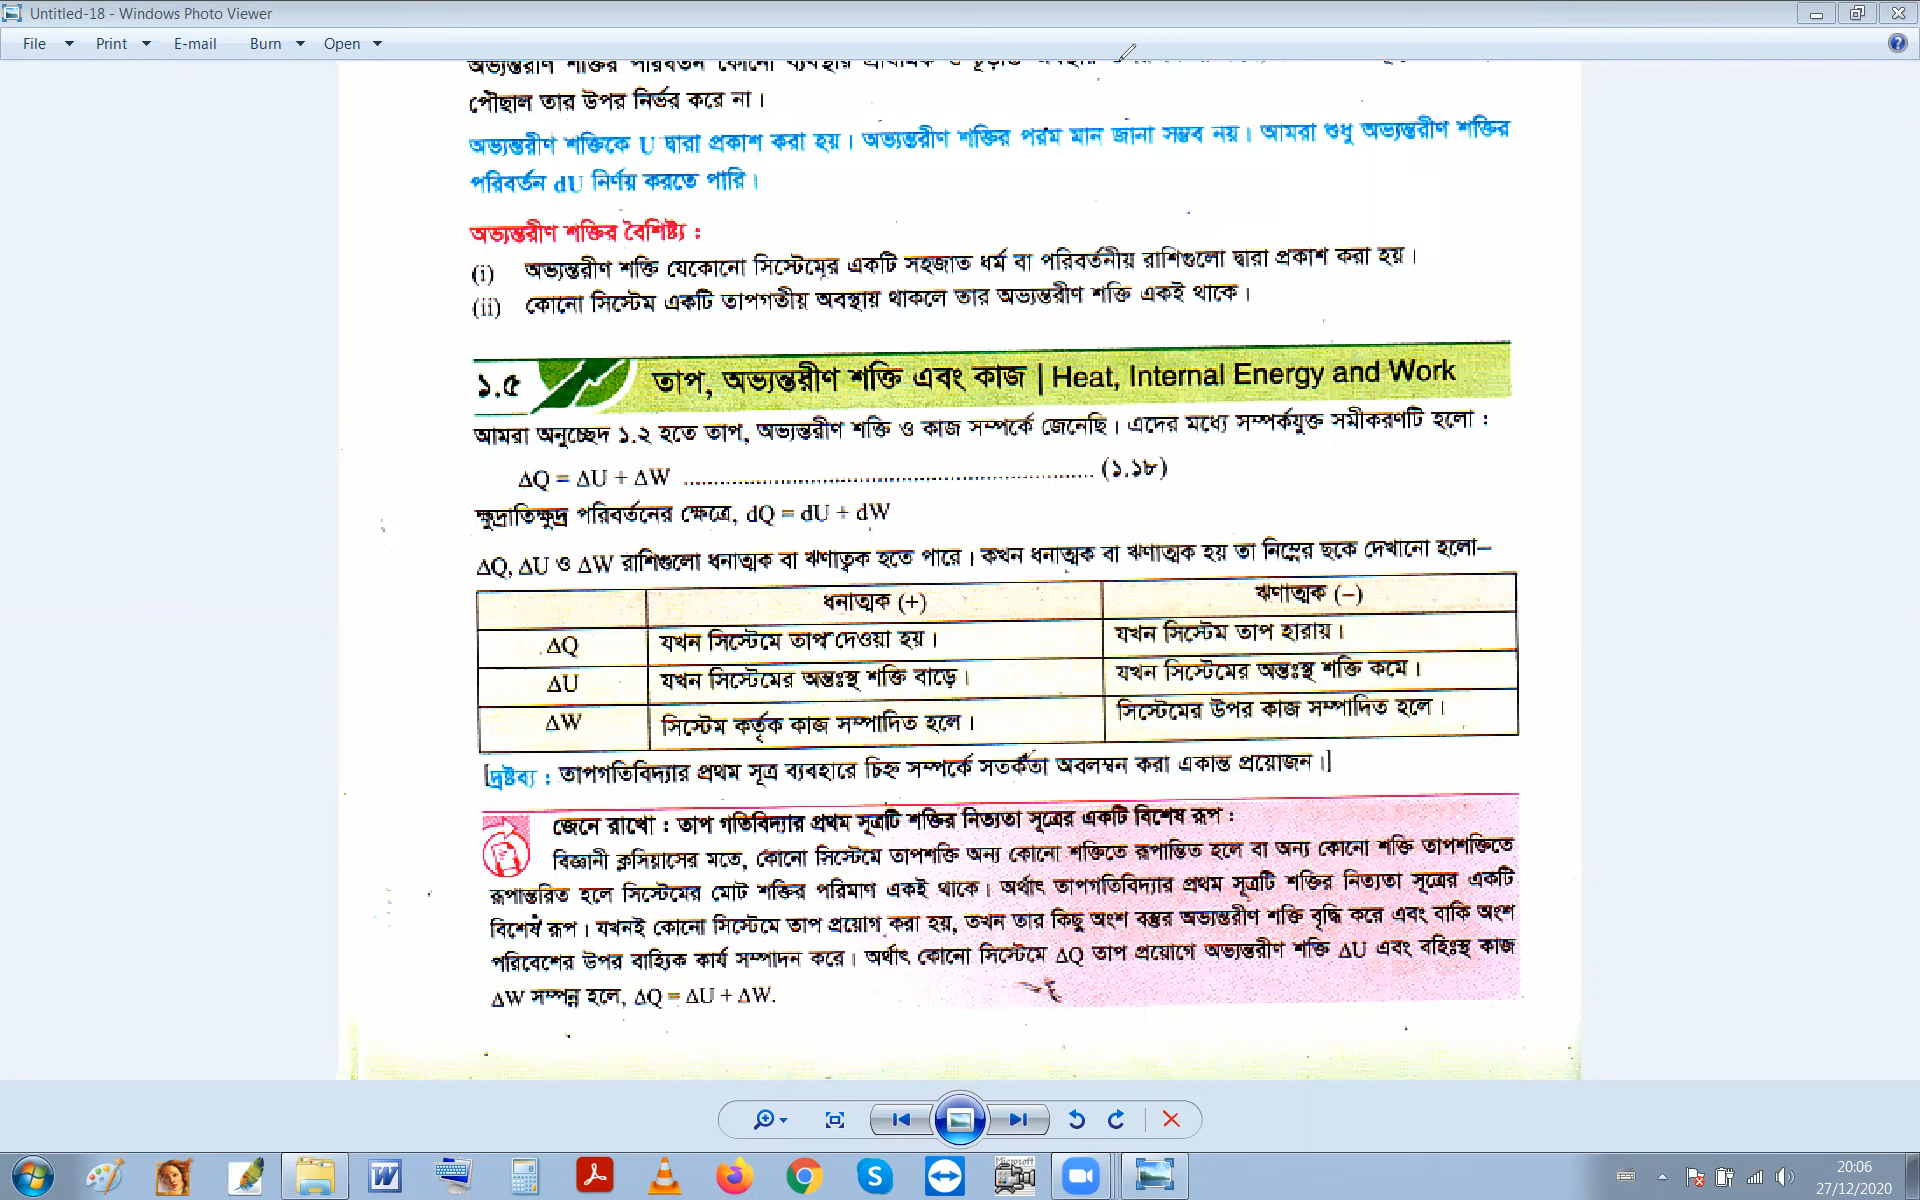 Untitled-18 - Windows Photo Viewer
File Print E-mail Burn Open
অভ্যন্তরীণ শক্তির পরিবর্তন কোনো ব্যবস্থার প্রাথমিক ও চূড়ান্ত
পৌছাল তার উপর নির্ভর করে না।
অভ্যন্তরীণ শক্তিকে U দ্বারা প্রকাশ করা হয়। অভ্যন্তরীণ শক্তির পরম মান জানা সম্ভব নয়। আমরা শুধু অভ্যন্তরীণ শক্তির
পরিবর্তন dU নির্ণয় করতে পারি।
অভ্যন্তরীণ শক্তির বৈশিষ্ট্য :
(i) অভ্যন্তরীণ শক্তি যেকোনো সিস্টেমের একটি সহজাত ধর্ম বা পরিবর্তনীয় রাশিগুলো দ্বারা প্রকাশ করা হয়।
(ii) কোনো সিস্টেম একটি তাপগতীয় অবস্থায় থাকলে তার অভ্যন্তরীণ শক্তি একই থাকে।
১.৫ তাপ, অভ্যন্তরীণ শক্তি এবং কাজ | Heat, Internal Energy and Work
আমরা অনুচ্ছেদ ১.২ হতে তাপ, অভ্যন্তরীণ শক্তি ও কাজ সম্পর্কে জেনেছি। এদের মধ্যে সম্পর্কযুক্ত সমীকরণটি হলো :
ΔQ = ΔU + ΔW ........................................................................ (১.১৮)
ক্ষুদ্রাতিক্ষুদ্র পরিবর্তনের ক্ষেত্রে, dQ = dU + dW
ΔQ, ΔU ও ΔW রাশিগুলো ধনাত্মক বা ঋণাত্বক হতে পারে। কখন ধনাত্মক বা ঋণাত্মক হয় তা নিম্নের ছকে দেখানো হলো–
ধনাত্মক (+) ঋণাত্মক (–)
ΔQ যখন সিস্টেমে তাপ দেওয়া হয়। যখন সিস্টেম তাপ হারায়।
ΔU যখন সিস্টেমের অন্তঃস্থ শক্তি বাড়ে। যখন সিস্টেমের অন্তঃস্থ শক্তি কমে।
ΔW সিস্টেম কর্তৃক কাজ সম্পাদিত হলে। সিস্টেমের উপর কাজ সম্পাদিত হলে।
[দ্রষ্টব্য : তাপগতিবিদ্যার প্রথম সূত্র ব্যবহারে চিহ্ন সম্পর্কে সতর্কতা অবলম্বন করা একান্ত প্রয়োজন।]
জেনে রাখো : তাপ গতিবিদ্যার প্রথম সূত্রটি শক্তির নিত্যতা সূত্রের একটি বিশেষ রূপ :
বিজ্ঞানী ক্লসিয়াসের মতে, কোনো সিস্টেমে তাপশক্তি অন্য কোনো শক্তিতে রূপান্তিত হলে বা অন্য কোনো শক্তি তাপশক্তিতে
রূপান্তরিত হলে সিস্টেমের মোট শক্তির পরিমাণ একই থাকে। অর্থাৎ তাপগতিবিদ্যার প্রথম সূত্রটি শক্তির নিত্যতা সূত্রের একটি
বিশেষ রূপ। যখনই কোনো সিস্টেমে তাপ প্রয়োগ করা হয়, তখন তার কিছু অংশ বস্তুর অভ্যন্তরীণ শক্তি বৃদ্ধি করে এবং বাকি অংশ
পরিবেশের উপর বাহ্যিক কার্য সম্পাদন করে। অর্থাৎ কোনো সিস্টেমে ΔQ তাপ প্রয়োগে অভ্যন্তরীণ শক্তি ΔU এবং বহিঃস্থ কাজ
ΔW সম্পন্ন হলে, ΔQ = ΔU + ΔW.
20:06
27/12/2020